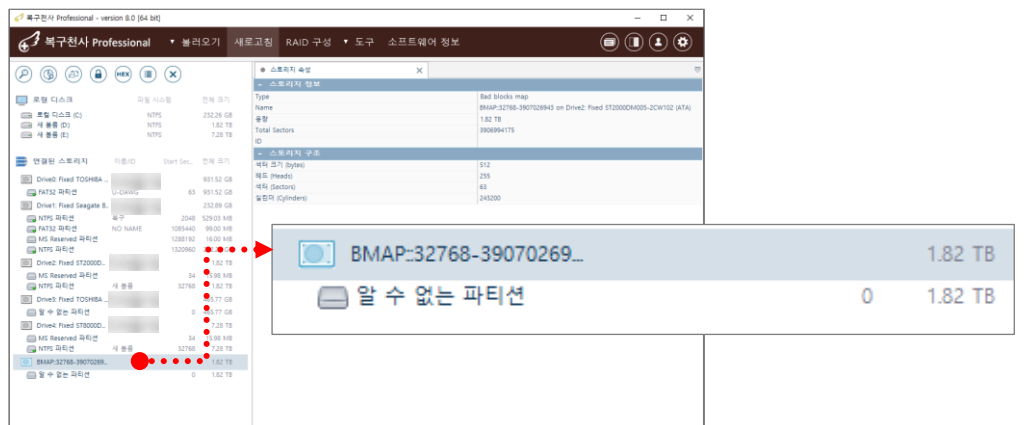 복구천사 Professional - version 8.0 (64 bit)
복구천사 Professional ▾ 불러오기 새로고침 RAID 구성 ▾ 도구 소프트웨어 정보
HEX
로컬 디스크 파일 시스템 전체 크기
로컬 디스크 (C) NTFS 232.26 GB
새 볼륨 (D) NTFS 1.82 TB
새 볼륨 (E) NTFS 7.28 TB
연결된 스토리지 이름/ID Start Sec... 전체 크기
Drive0: Fixed TOSHIBA ... 931.52 GB
FAT32 파티션 U-DAWG 63 931.52 GB
Drive1: Fixed Seagate B.. 232.89 GB
NTFS 파티션 복구 2048 529.03 MB
FAT32 파티션 NO NAME 1085440 99.00 MB
MS Reserved 파티션 1288192 16.00 MB
NTFS 파티션 1320960
Drive2: Fixed ST2000D... 1.82 TB
MS Reserved 파티션 34 15.98 MB
NTFS 파티션 새 볼륨 32768 1.82 TB
Drive3: Fixed TOSHIBA ...
알 수 없는 파티션 0
Drive4: Fixed ST8000D... 7.28 TB
MS Reserved 파티션 34 15.98 MB
NTFS 파티션 새 볼륨 32768 7.28 TB
BMAP:32768-39070269... 1.82 TB
알 수 없는 파티션 0 1.82 TB
스토리지 속성
스토리지 정보
Type Bad blocks map
Name BMAP:32768-3907026943 on Drive2: Fixed ST2000DM005-2CW102 (ATA)
용량 1.82 TB
Total Sectors 3906994175
ID
스토리지 구조
섹터 크기 (bytes) 512
헤드 (Heads) 255
섹터 (Sectors) 63
실린더 (Cylinders) 243200
BMAP::32768-39070269... 1.82 TB
알 수 없는 파티션 0 1.82 TB